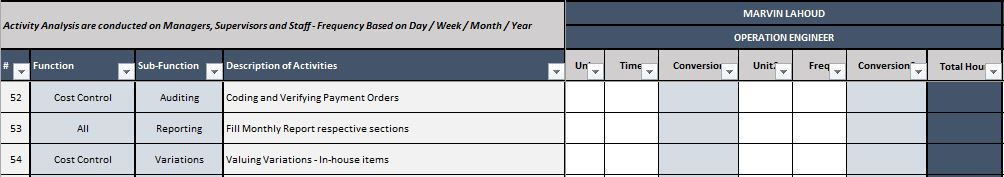 Activity Analysis are conducted on Managers, Supervisors and Staff - Frequency Based on Day / Week / Month / Year
MARVIN LAHOUD
OPERATION ENGINEER
# Function Sub-Function Description of Activities Time Conversion Freq Conversion Total
52 Cost Control Auditing Coding and Verifying Payment Orders
53 All Reporting Fill Monthly Report respective sections
54 Cost Control Variations Valuing Variations - In-house items